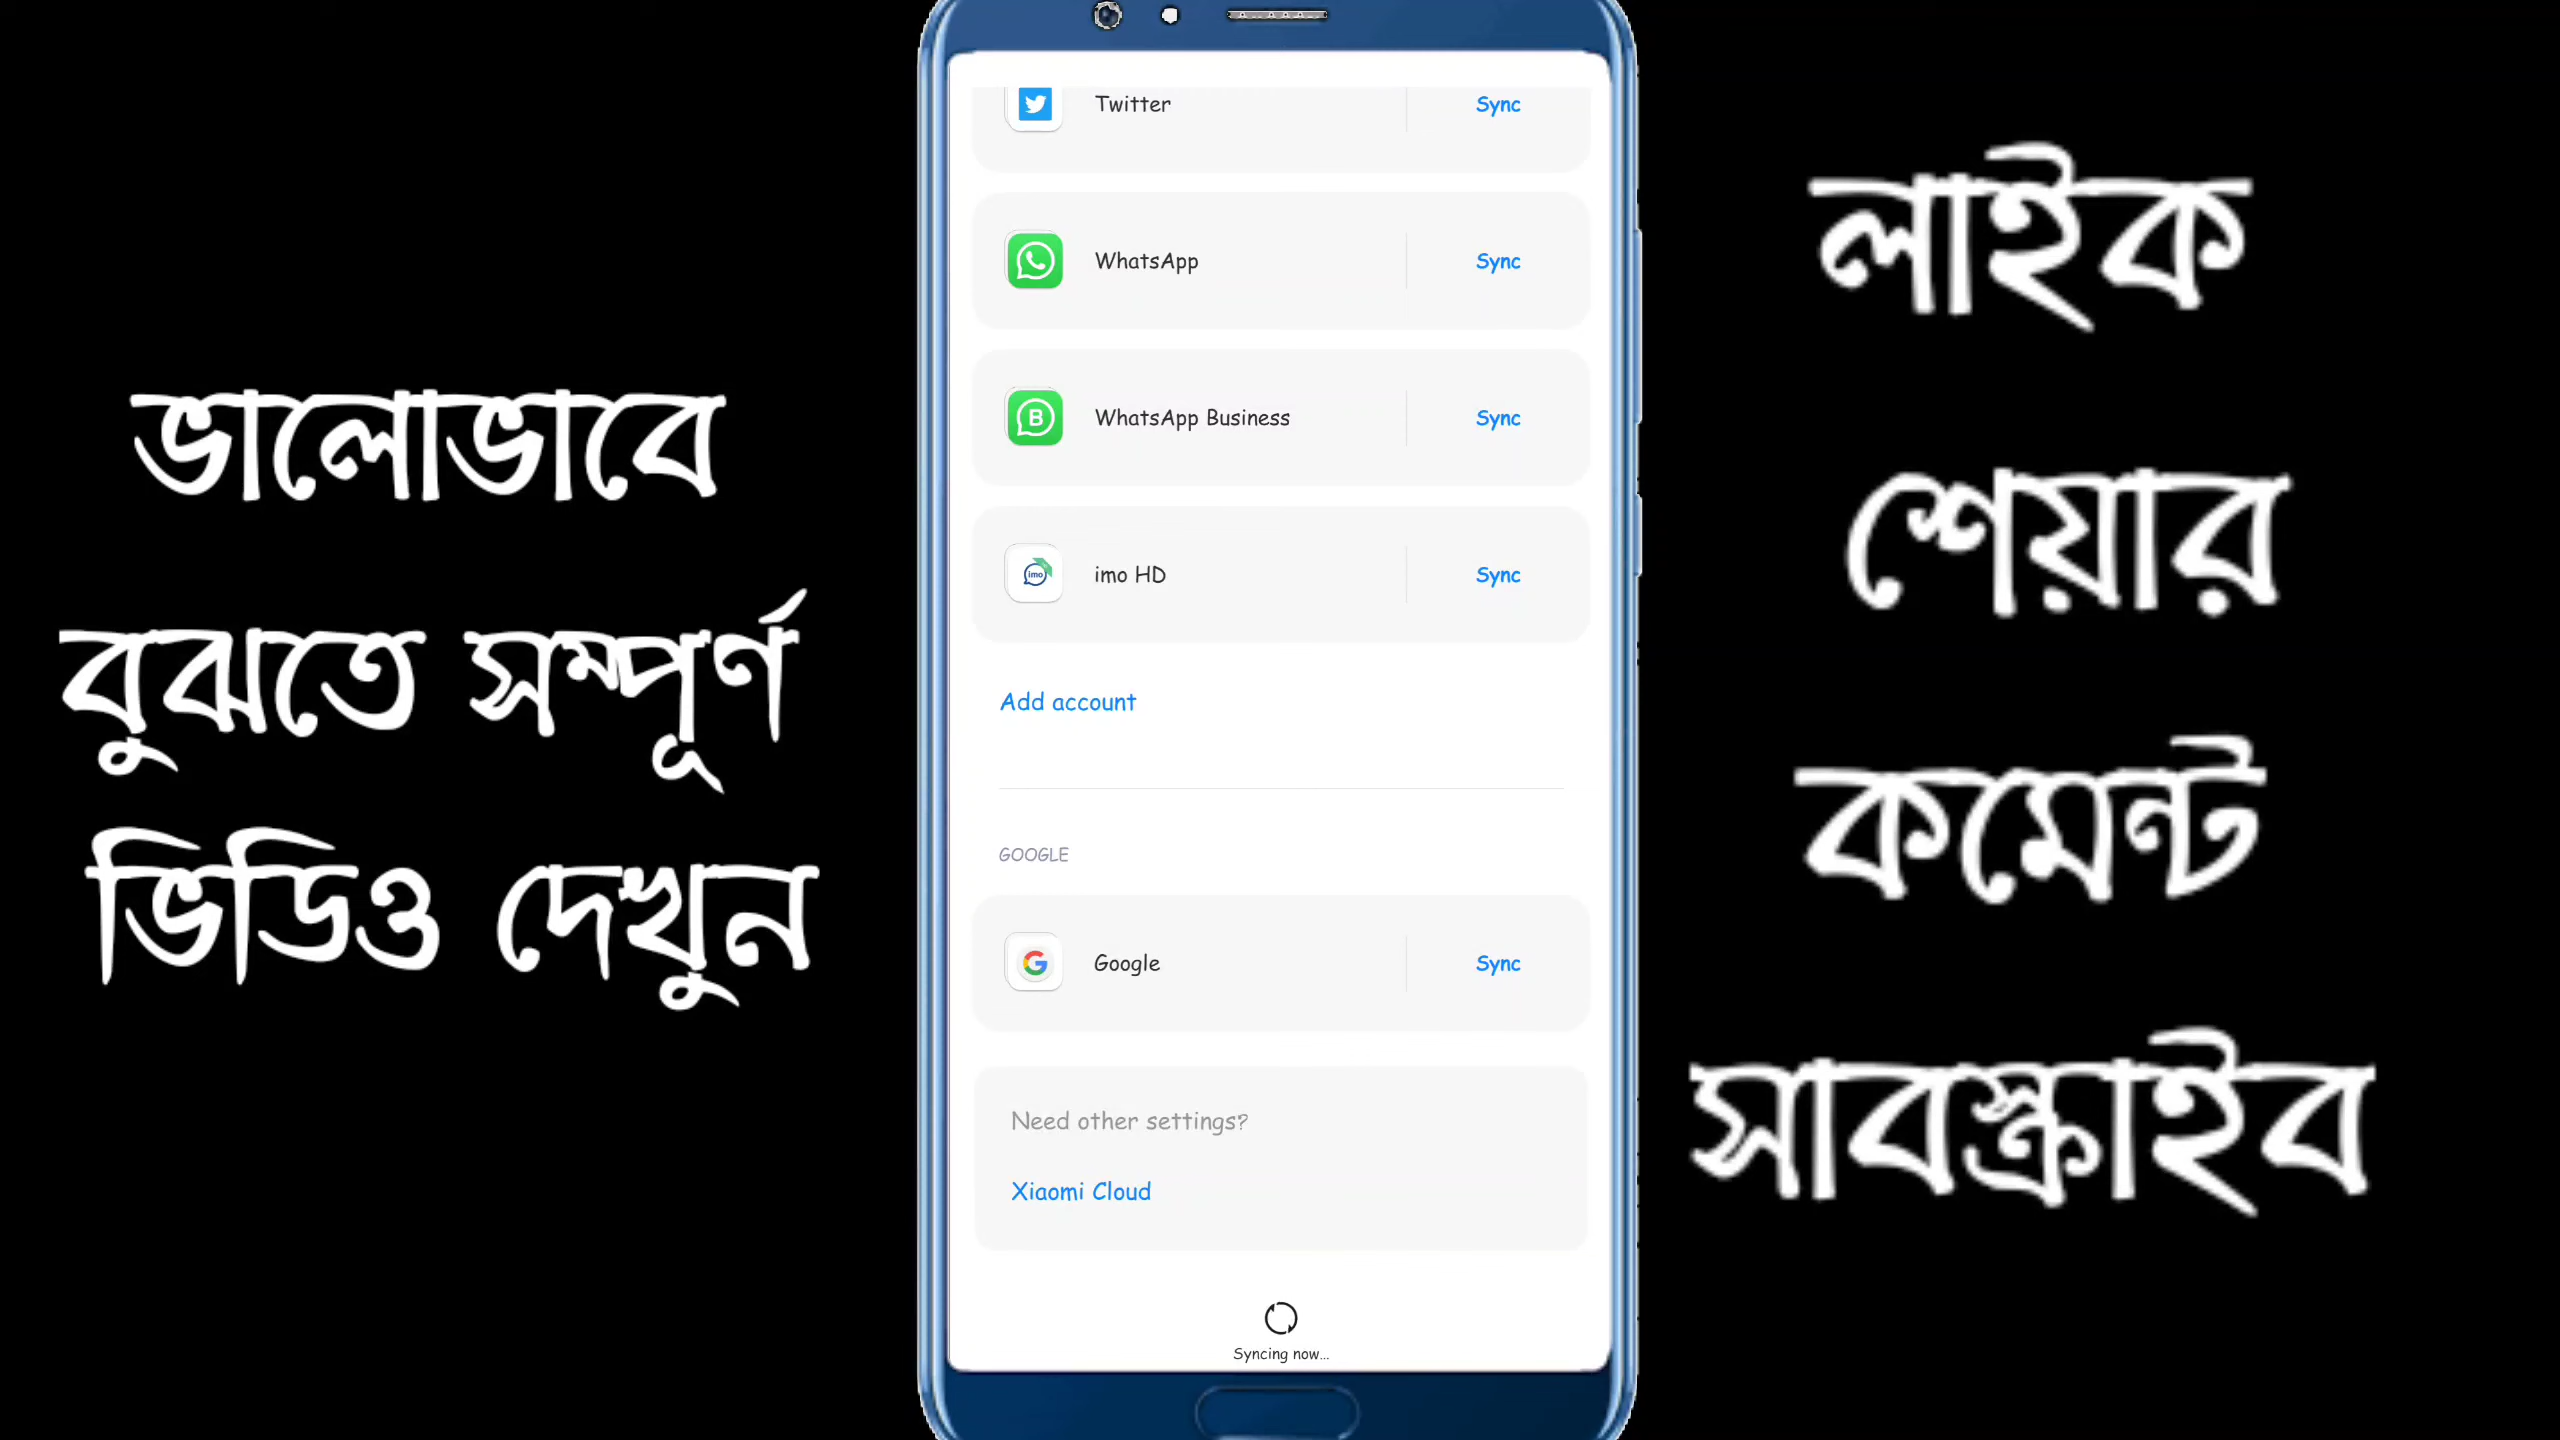 ভালোভাবে
বুঝতে সম্পূর্ণ
ভিডিও দেখুন
Twitter Sync
WhatsApp Sync
B WhatsApp Business Sync
imo imo HD Sync
Add account
GOOGLE
G Google Sync
Need other settings?
Xiaomi Cloud
Syncing now...
লাইক
শেয়ার
কমেন্ট
সাবস্ক্রাইব